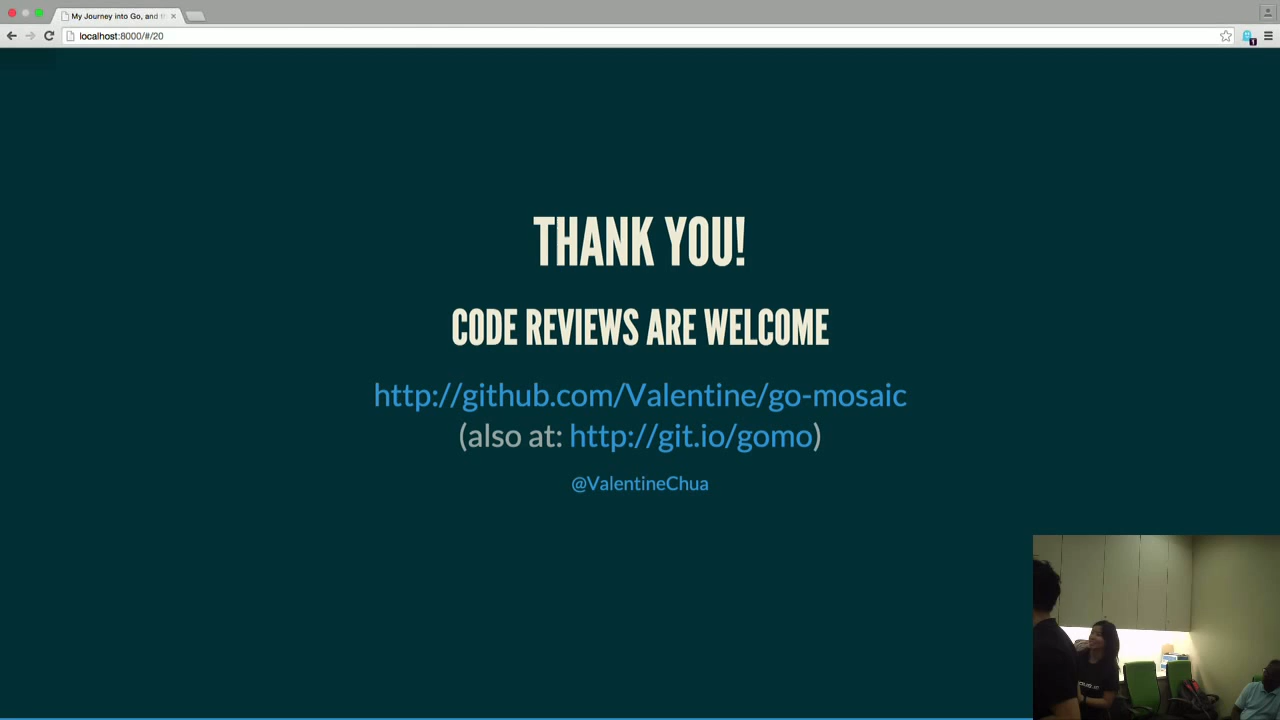 My Journey into Go, and
localhost:8000/#/20
THANK YOU!
CODE REVIEWS ARE WELCOME
http://github.com/Valentine/go-mosaic
(also at: http://git.io/gomo)
@ValentineChua